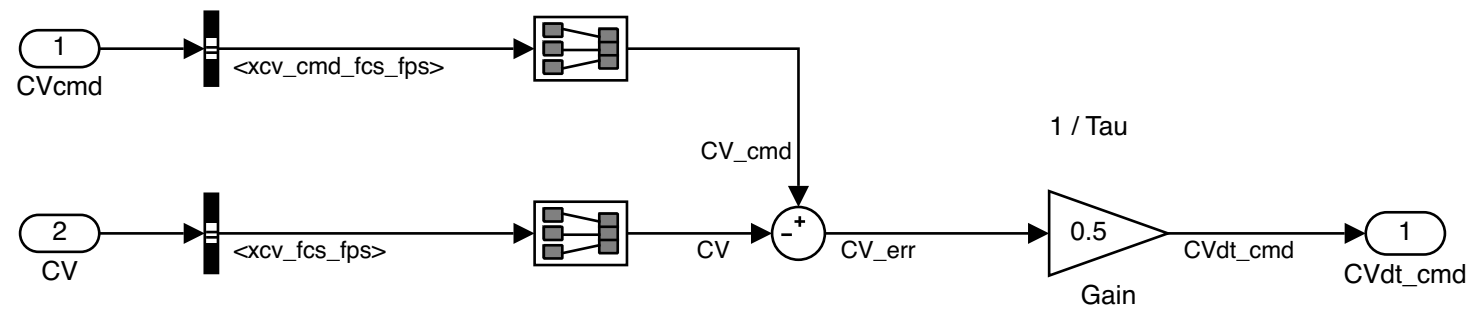 1
CVcmd
<xcv_cmd_fcs_fps>
CV_cmd
1 / Tau
2
CV
<xcv_fcs_fps>
CV
+
−
CV_err
0.5
Gain
CVdt_cmd
1
CVdt_cmd